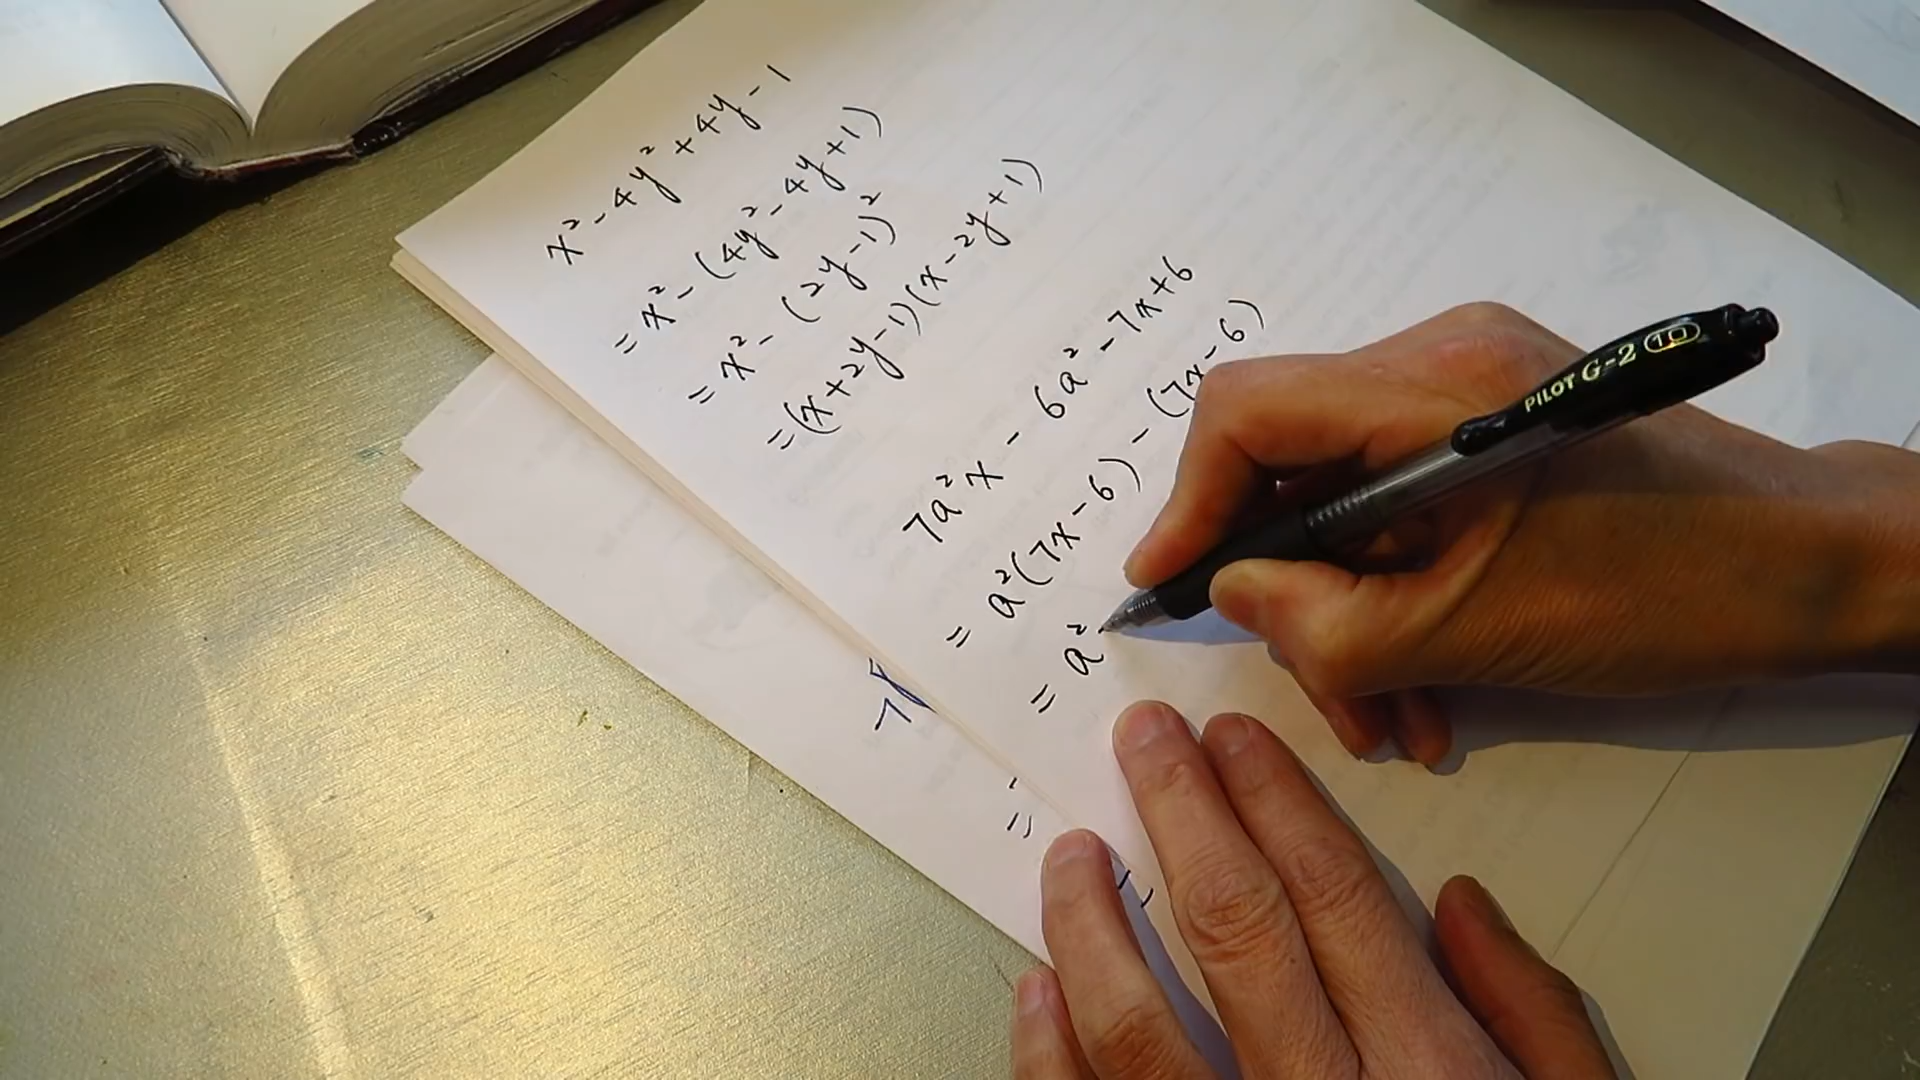 x² - 4y² + 4y - 1
= x² - (4y² - 4y + 1)
= x² - (2y - 1)²
= (x + 2y - 1)(x - 2y + 1)
7a²x - 6a² - 7x + 6
= a²(7x - 6) - (7x - 6)
= a²
PILOT G-2 10